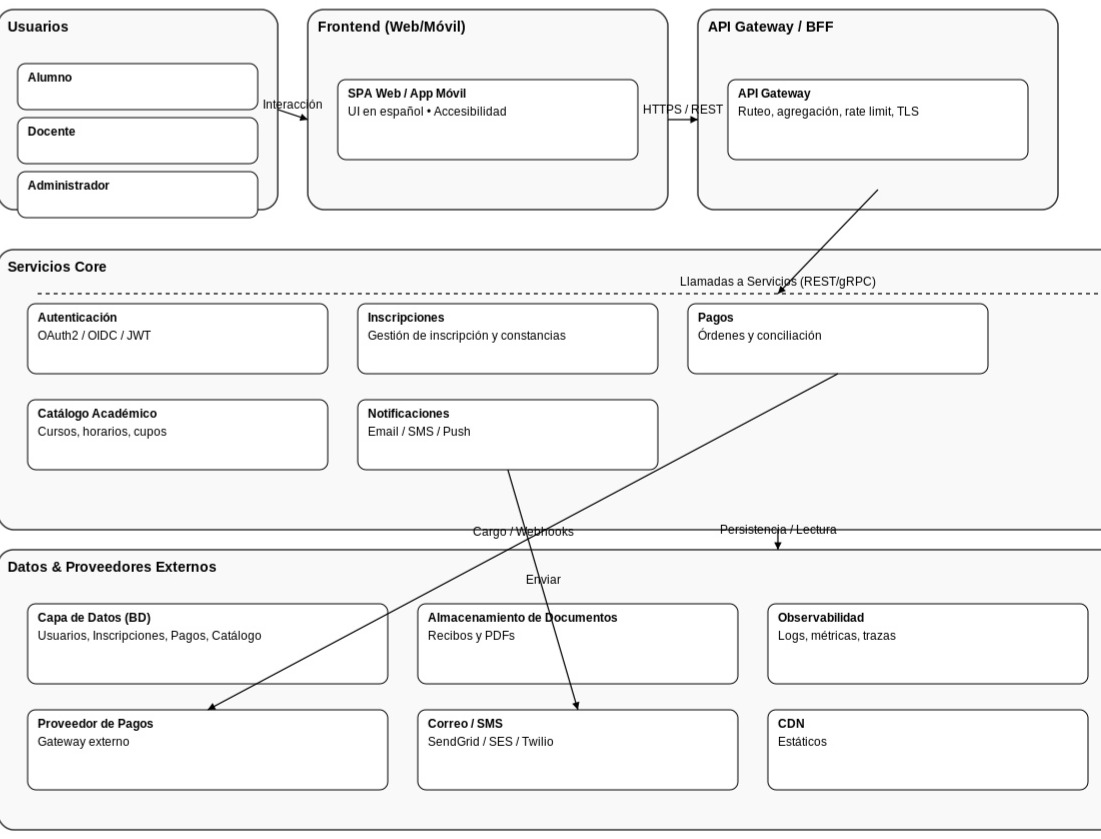 Usuarios
Alumno
Docente
Administrador
Interacción
Frontend (Web/Móvil)
SPA Web / App Móvil
UI en español • Accesibilidad
HTTPS / REST
API Gateway / BFF
API Gateway
Ruteo, agregación, rate limit, TLS
Servicios Core
Llamadas a Servicios (REST/gRPC)
Autenticación
OAuth2 / OIDC / JWT
Inscripciones
Gestión de inscripción y constancias
Pagos
Órdenes y conciliación
Catálogo Académico
Cursos, horarios, cupos
Notificaciones
Email / SMS / Push
Cargo / Webhooks
Persistencia / Lectura
Datos & Proveedores Externos
Enviar
Capa de Datos (BD)
Usuarios, Inscripciones, Pagos, Catálogo
Almacenamiento de Documentos
Recibos y PDFs
Observabilidad
Logs, métricas, trazas
Proveedor de Pagos
Gateway externo
Correo / SMS
SendGrid / SES / Twilio
CDN
Estáticos